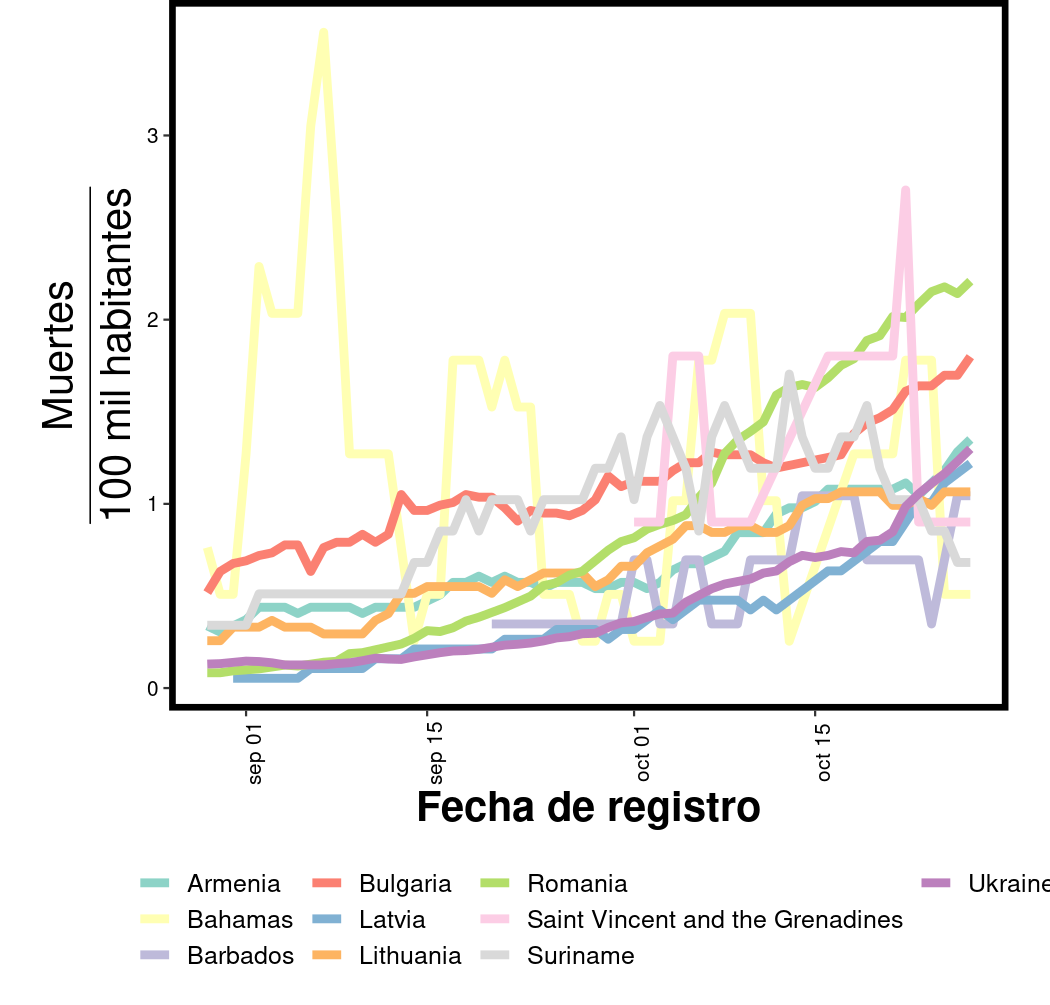 Muertes
100 mil habitantes
3
2
1
0
sep 01
sep 15
oct 01
oct 15
Fecha de registro
Armenia
Bulgaria
Romania
Ukraine
Bahamas
Latvia
Saint Vincent and the Grenadines
Barbados
Lithuania
Suriname